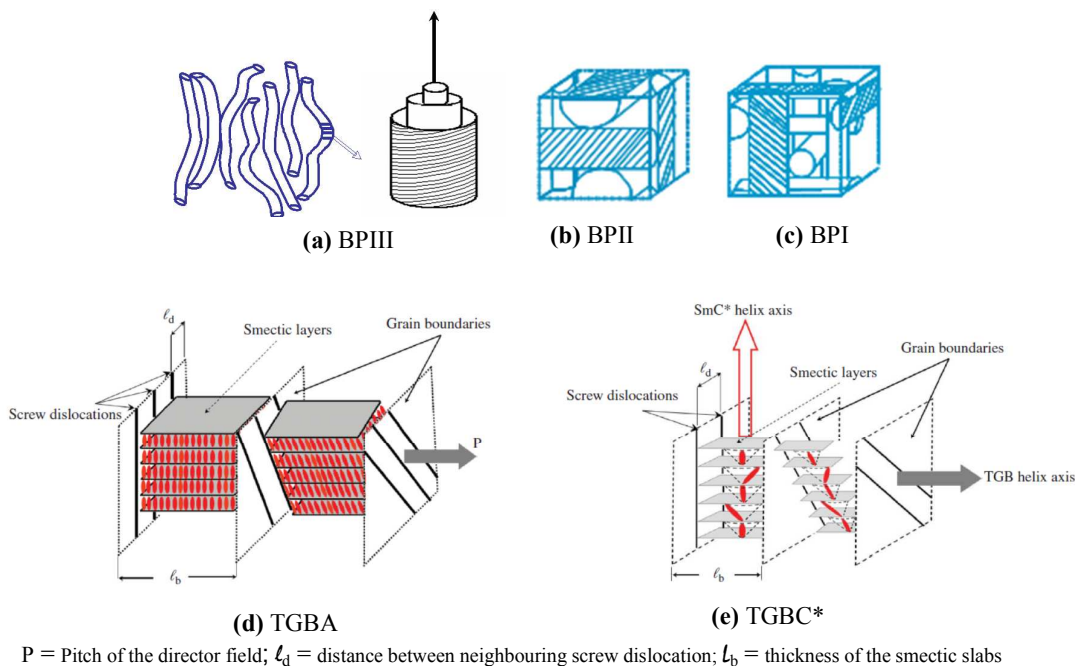 (a) BPIII
(b) BPII
(c) BPI
ℓd
Smectic layers
Grain boundaries
Screw dislocations
P
ℓb
(d) TGBA
SmC* helix axis
Grain boundaries
ℓd
Smectic layers
Screw dislocations
TGB helix axis
ℓb
(e) TGBC*
P = Pitch of the director field; ℓd = distance between neighbouring screw dislocation; ℓb = thickness of the smectic slabs